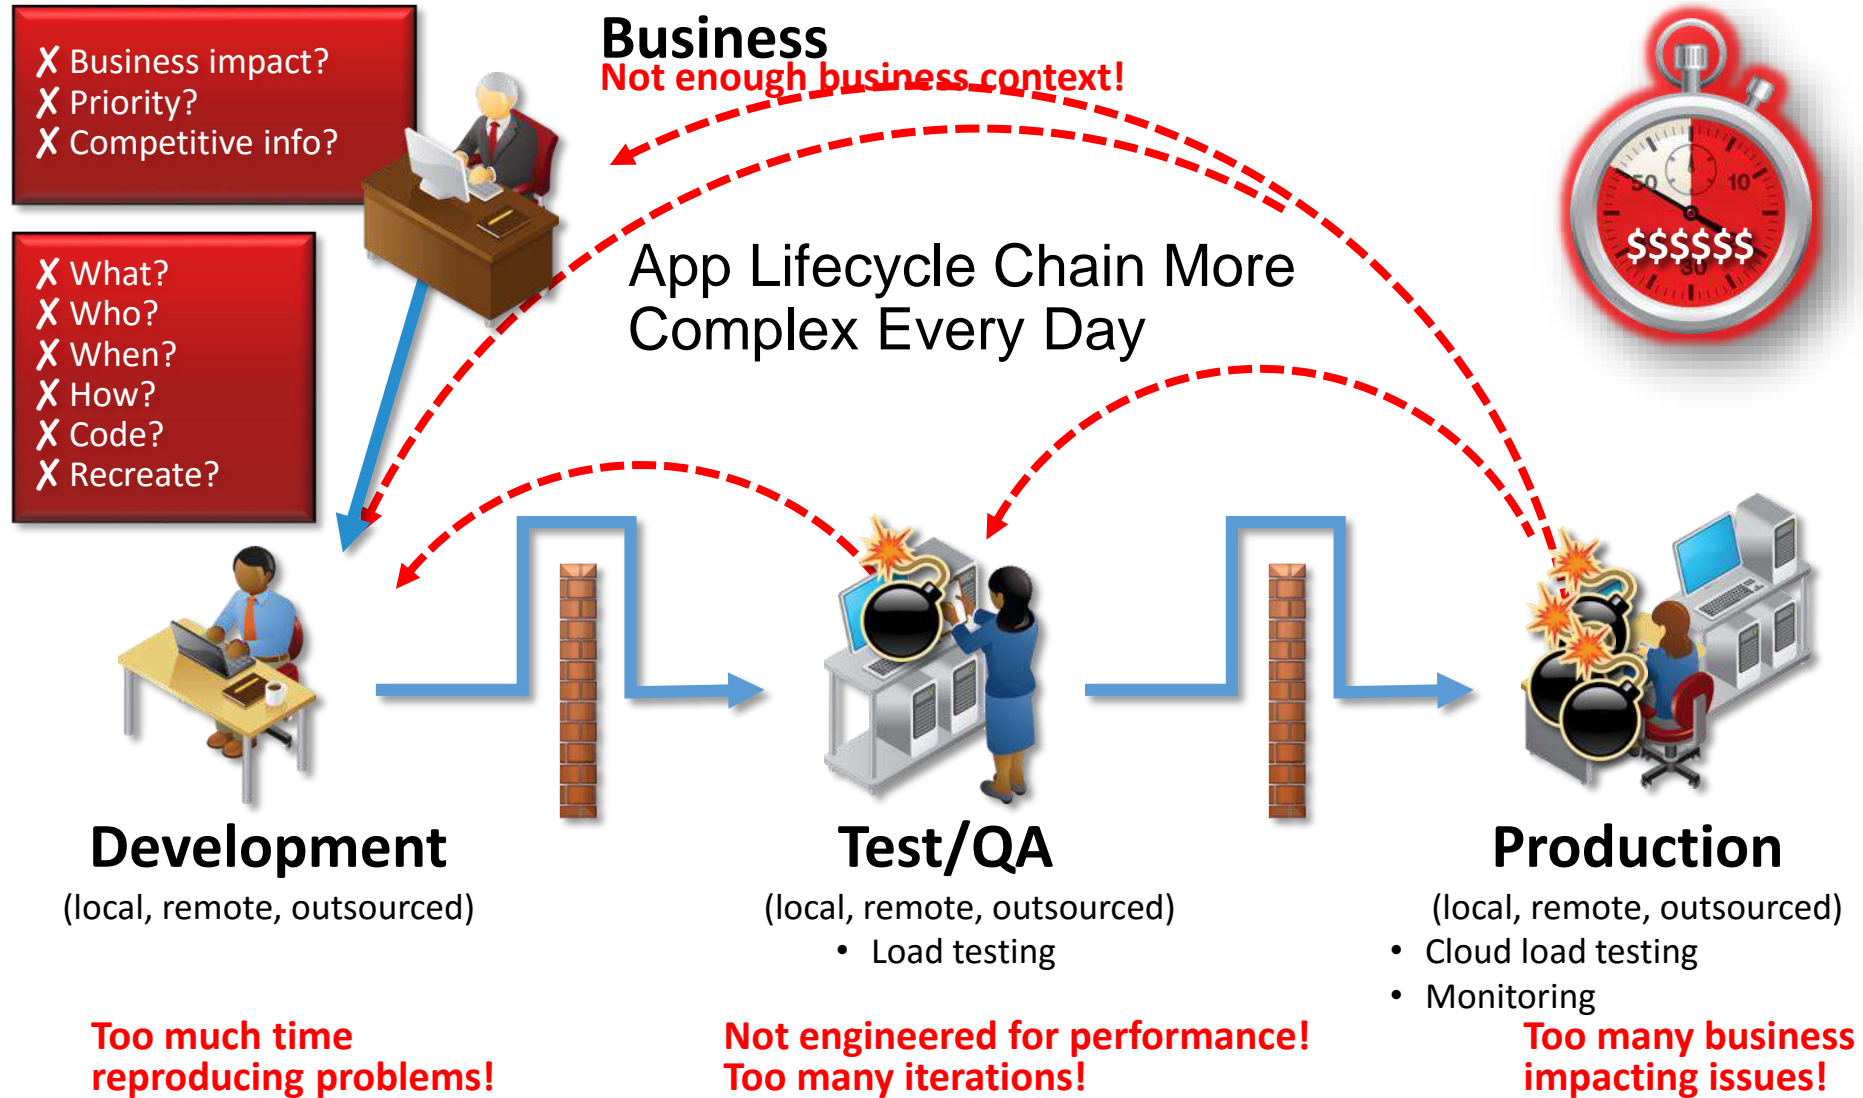 Business
Not enough business context!
✗ Business impact?
✗ Priority?
✗ Competitive info?
50
10
$$$$$$
30
App Lifecycle Chain More
Complex Every Day
✗ What?
✗ Who?
✗ When?
✗ How?
✗ Code?
✗ Recreate?
Development
(local, remote, outsourced)
Too much time
reproducing problems!
Test/QA
(local, remote, outsourced)
• Load testing
Not engineered for performance!
Too many iterations!
Production
(local, remote, outsourced)
• Cloud load testing
• Monitoring
Too many business
impacting issues!